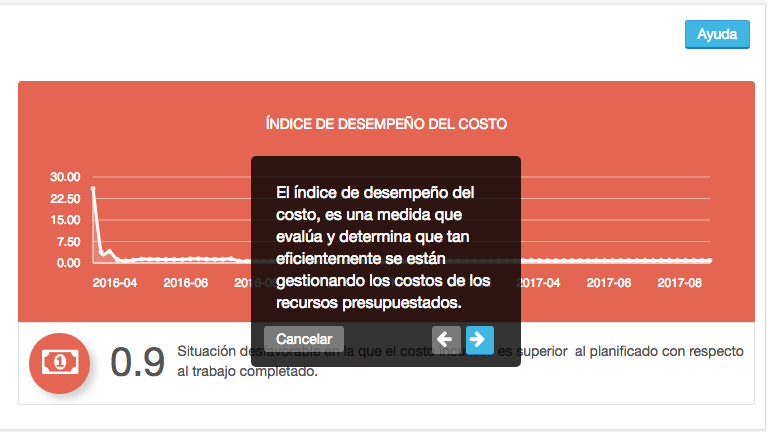 Ayuda
ÍNDICE DE DESEMPEÑO DEL COSTO
30.00
22.50
15.00
7.50
0.00
2016-04 2016-06 2017-04 2017-06 2017-08
El índice de desempeño del
costo, es una medida que
evalúa y determina que tan
eficientemente se están
gestionando los costos de los
recursos presupuestados.
Cancelar
0.9
Situación desfavorable en la que el costo es superior al planificado con respecto
al trabajo completado.